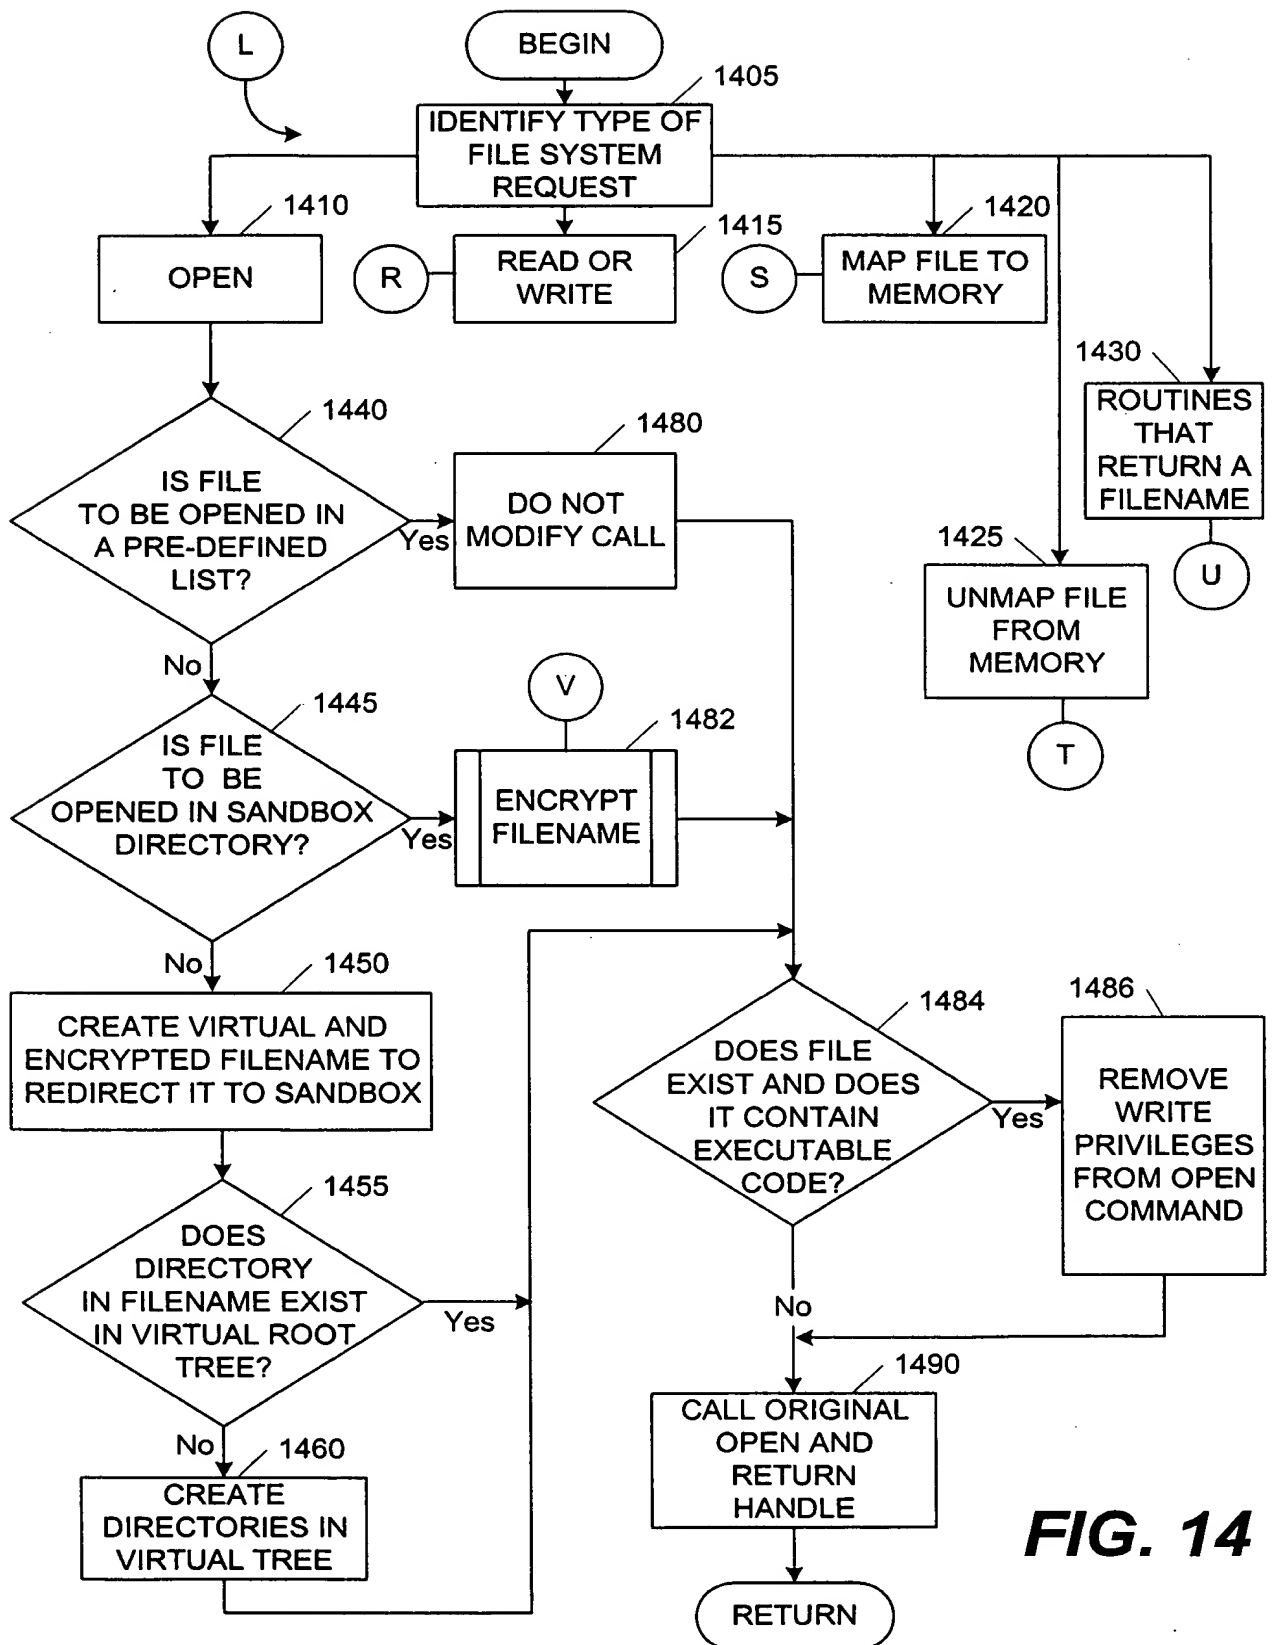 L
BEGIN
1405
IDENTIFY TYPE OF
FILE SYSTEM
REQUEST
1410
OPEN
1415
R
READ OR
WRITE
1420
S
MAP FILE TO
MEMORY
1430
ROUTINES
THAT
RETURN A
FILENAME
U
1425
UNMAP FILE
FROM
MEMORY
T
1440
IS FILE
TO BE OPENED IN
A PRE-DEFINED
LIST?
Yes
1480
DO NOT
MODIFY CALL
No
1445
IS FILE
TO BE
OPENED IN SANDBOX
DIRECTORY?
Yes
V
1482
ENCRYPT
FILENAME
No
1450
CREATE VIRTUAL AND
ENCRYPTED FILENAME TO
REDIRECT IT TO SANDBOX
1455
DOES
DIRECTORY
IN FILENAME EXIST
IN VIRTUAL ROOT
TREE?
Yes
No
1460
CREATE
DIRECTORIES IN
VIRTUAL TREE
1484
DOES FILE
EXIST AND DOES
IT CONTAIN
EXECUTABLE
CODE?
Yes
1486
REMOVE
WRITE
PRIVILEGES
FROM OPEN
COMMAND
No
1490
CALL ORIGINAL
OPEN AND
RETURN
HANDLE
RETURN
FIG. 14